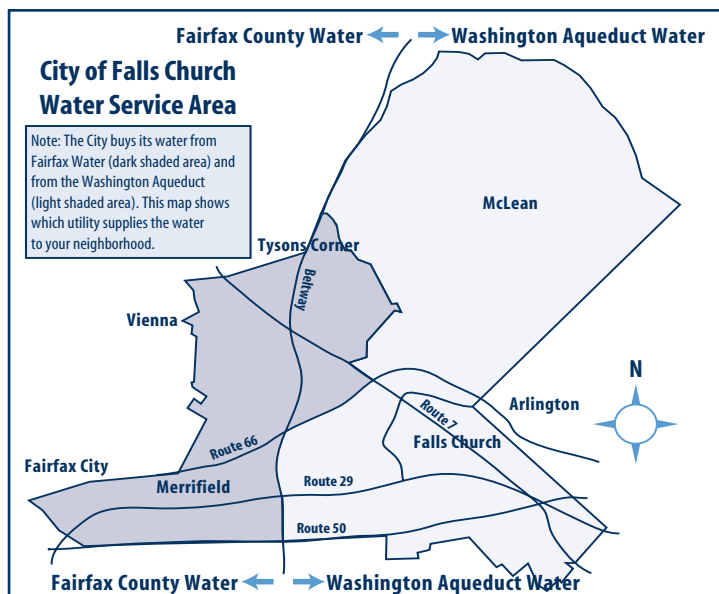 Fairfax County Water Washington Aqueduct Water
City of Falls Church
Water Service Area
Note: The City buys its water from
Fairfax Water (dark shaded area) and
from the Washington Aqueduct
(light shaded area). This map shows
which utility supplies the water
to your neighborhood.
McLean
Tysons Corner
Beltway
Vienna
N
Arlington
Route 7
Falls Church
Route 66
Fairfax City
Merrifield
Route 29
Route 50
Fairfax County Water Washington Aqueduct Water